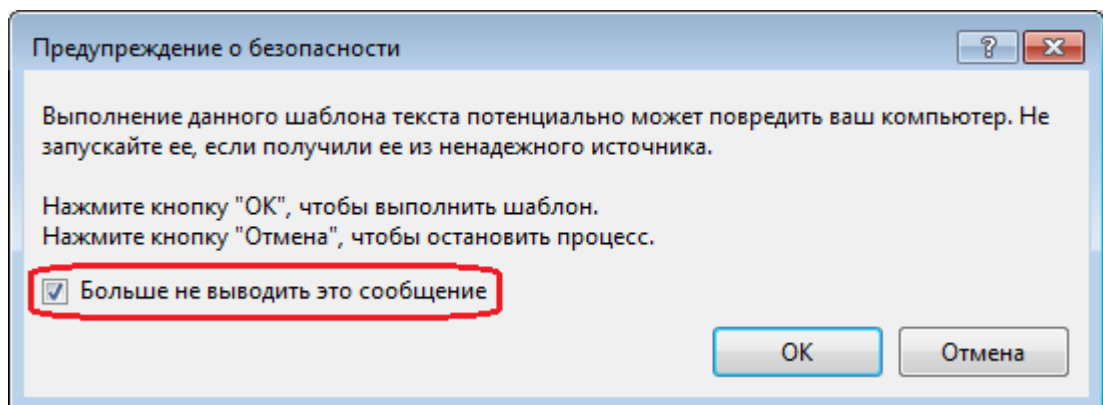 Предупреждение о безопасности
Выполнение данного шаблона текста потенциально может повредить ваш компьютер. Не
запускайте ее, если получили ее из ненадежного источника.
Нажмите кнопку "ОК", чтобы выполнить шаблон.
Нажмите кнопку "Отмена", чтобы остановить процесс.
Больше не выводить это сообщение
ОК
Отмена